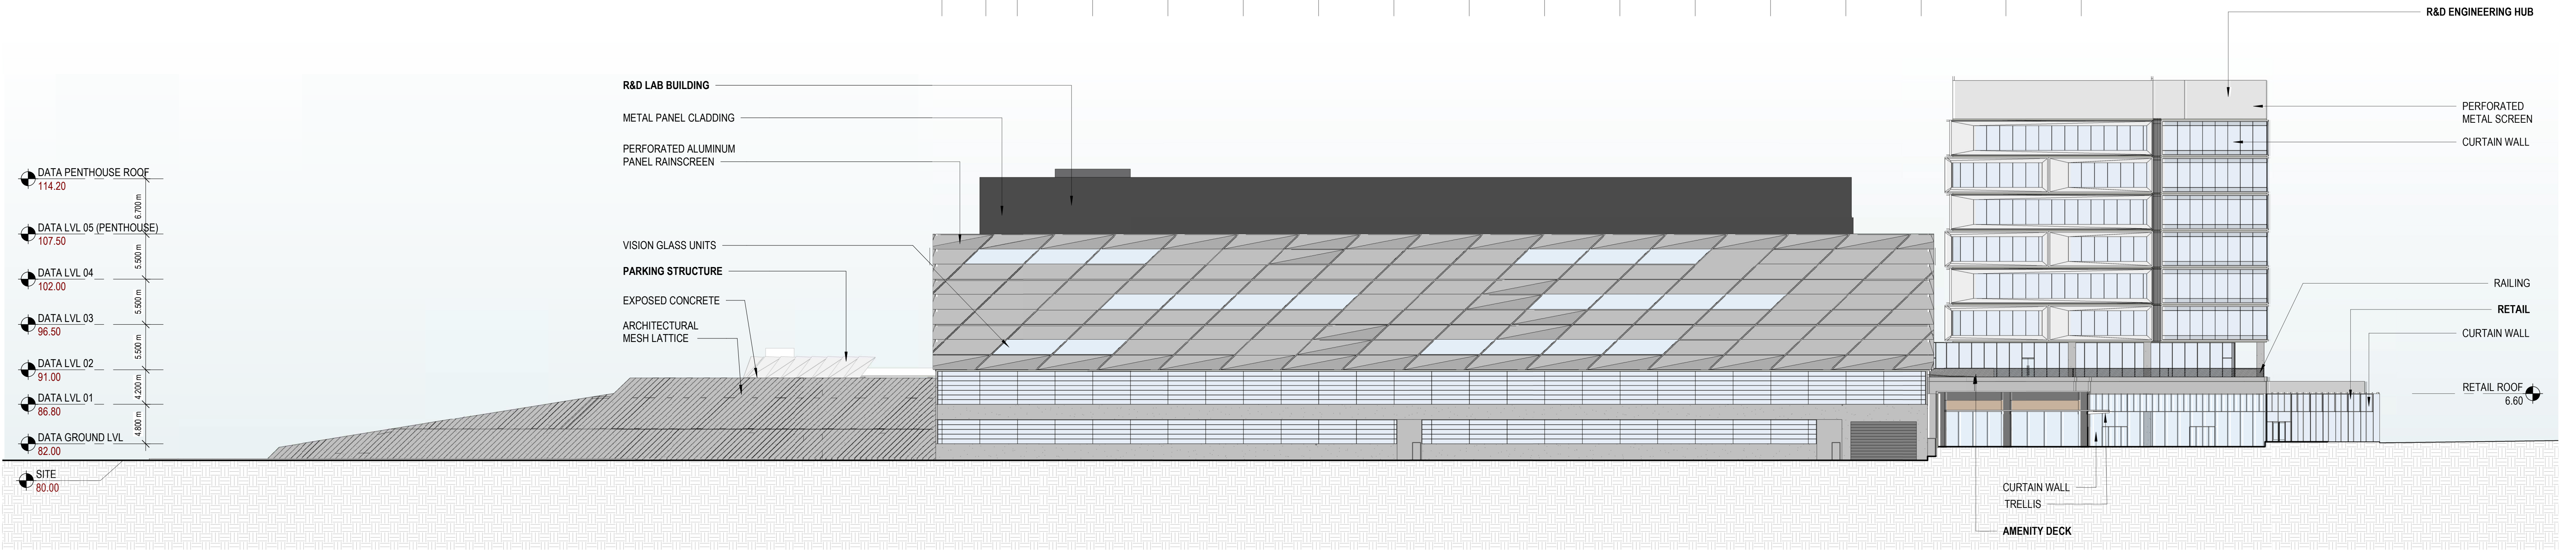 R&D ENGINEERING HUB
R&D LAB BUILDING
METAL PANEL CLADDING
PERFORATED ALUMINUM
PANEL RAINSCREEN
VISION GLASS UNITS
PARKING STRUCTURE
EXPOSED CONCRETE
ARCHITECTURAL
MESH LATTICE
DATA PENTHOUSE ROOF
114.20
6.700 m
DATA LVL 05 (PENTHOUSE)
107.50
5.500 m
DATA LVL 04
102.00
5.500 m
DATA LVL 03
96.50
5.500 m
DATA LVL 02
91.00
4.200 m
DATA LVL 01
86.80
4.800 m
DATA GROUND LVL
82.00
SITE
80.00
PERFORATED
METAL SCREEN
CURTAIN WALL
RAILING
RETAIL
CURTAIN WALL
RETAIL ROOF
6.60
CURTAIN WALL
TRELLIS
AMENITY DECK